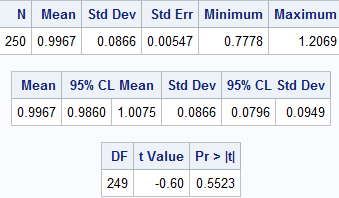 N Mean Std Dev Std Err Minimum Maximum
250 0.9967 0.0866 0.00547 0.7778 1.2069
Mean 95% CL Mean Std Dev 95% CL Std Dev
0.9967 0.9860 1.0075 0.0866 0.0796 0.0949
DF t Value Pr > |t|
249 -0.60 0.5523